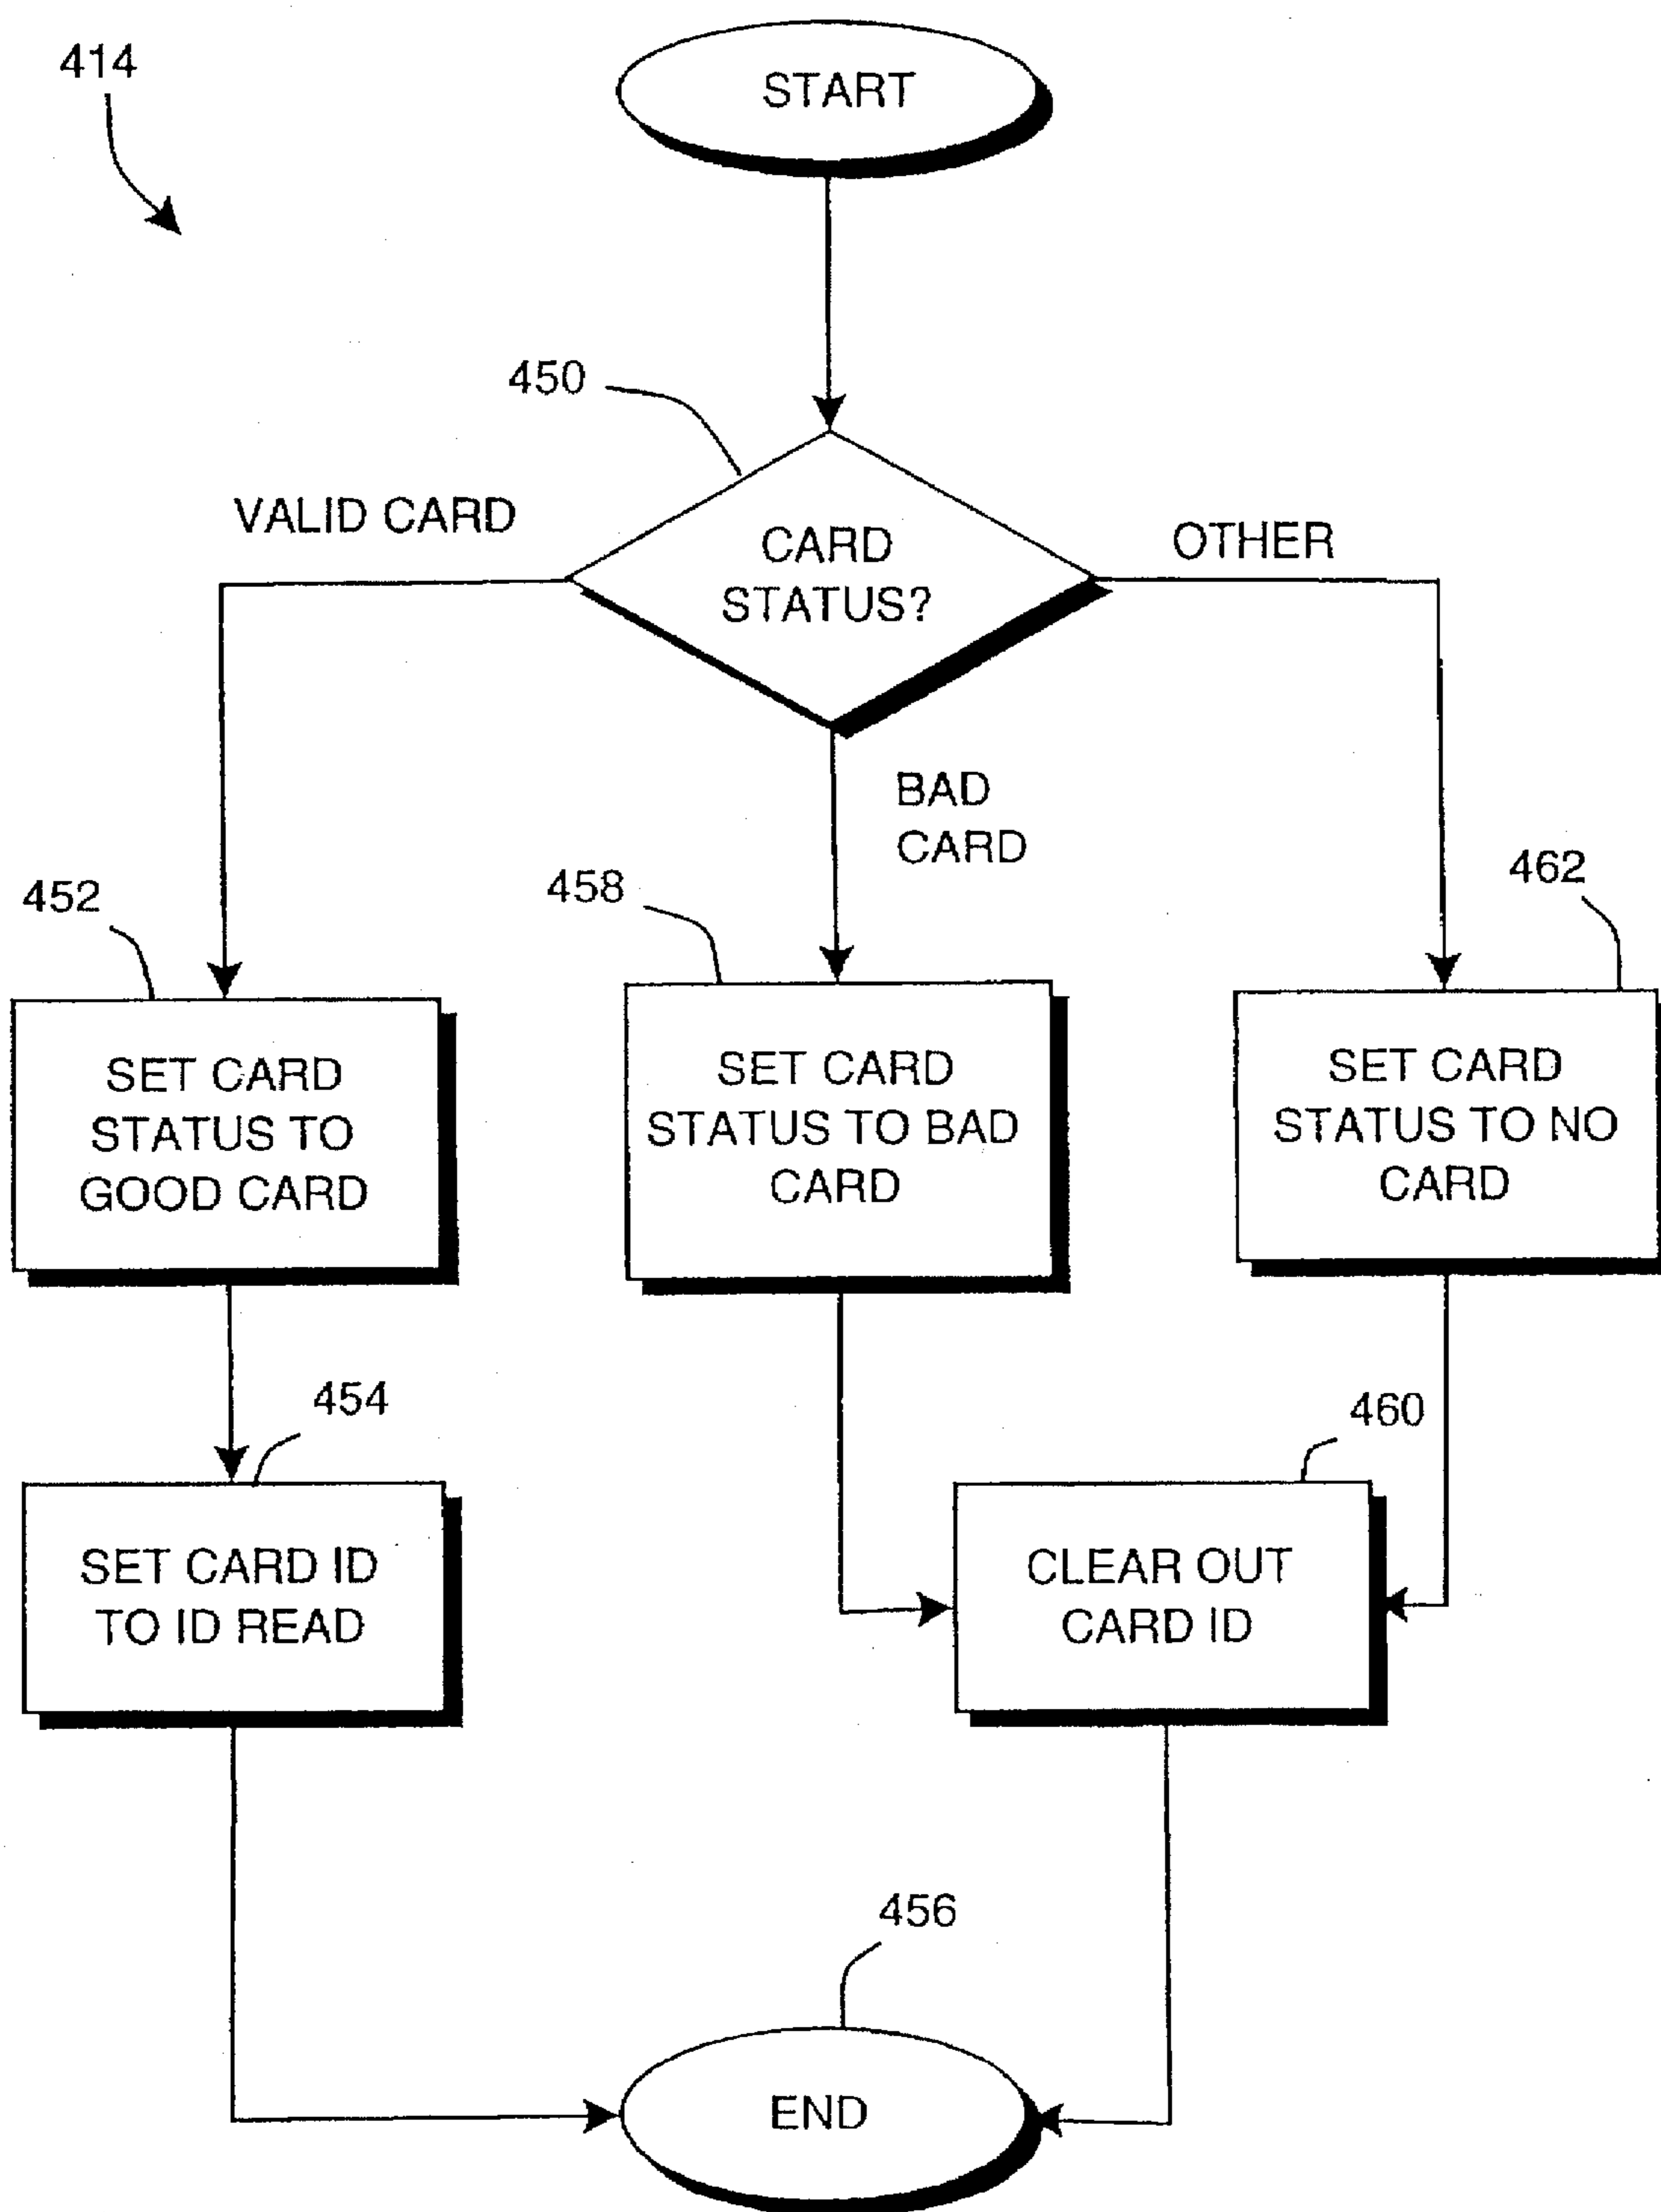 414
START
450
VALID CARD
CARD
STATUS?
OTHER
BAD
CARD
452
458
462
SET CARD
STATUS TO
GOOD CARD
SET CARD
STATUS TO BAD
CARD
SET CARD
STATUS TO NO
CARD
454
460
SET CARD ID
TO ID READ
CLEAR OUT
CARD ID
456
END